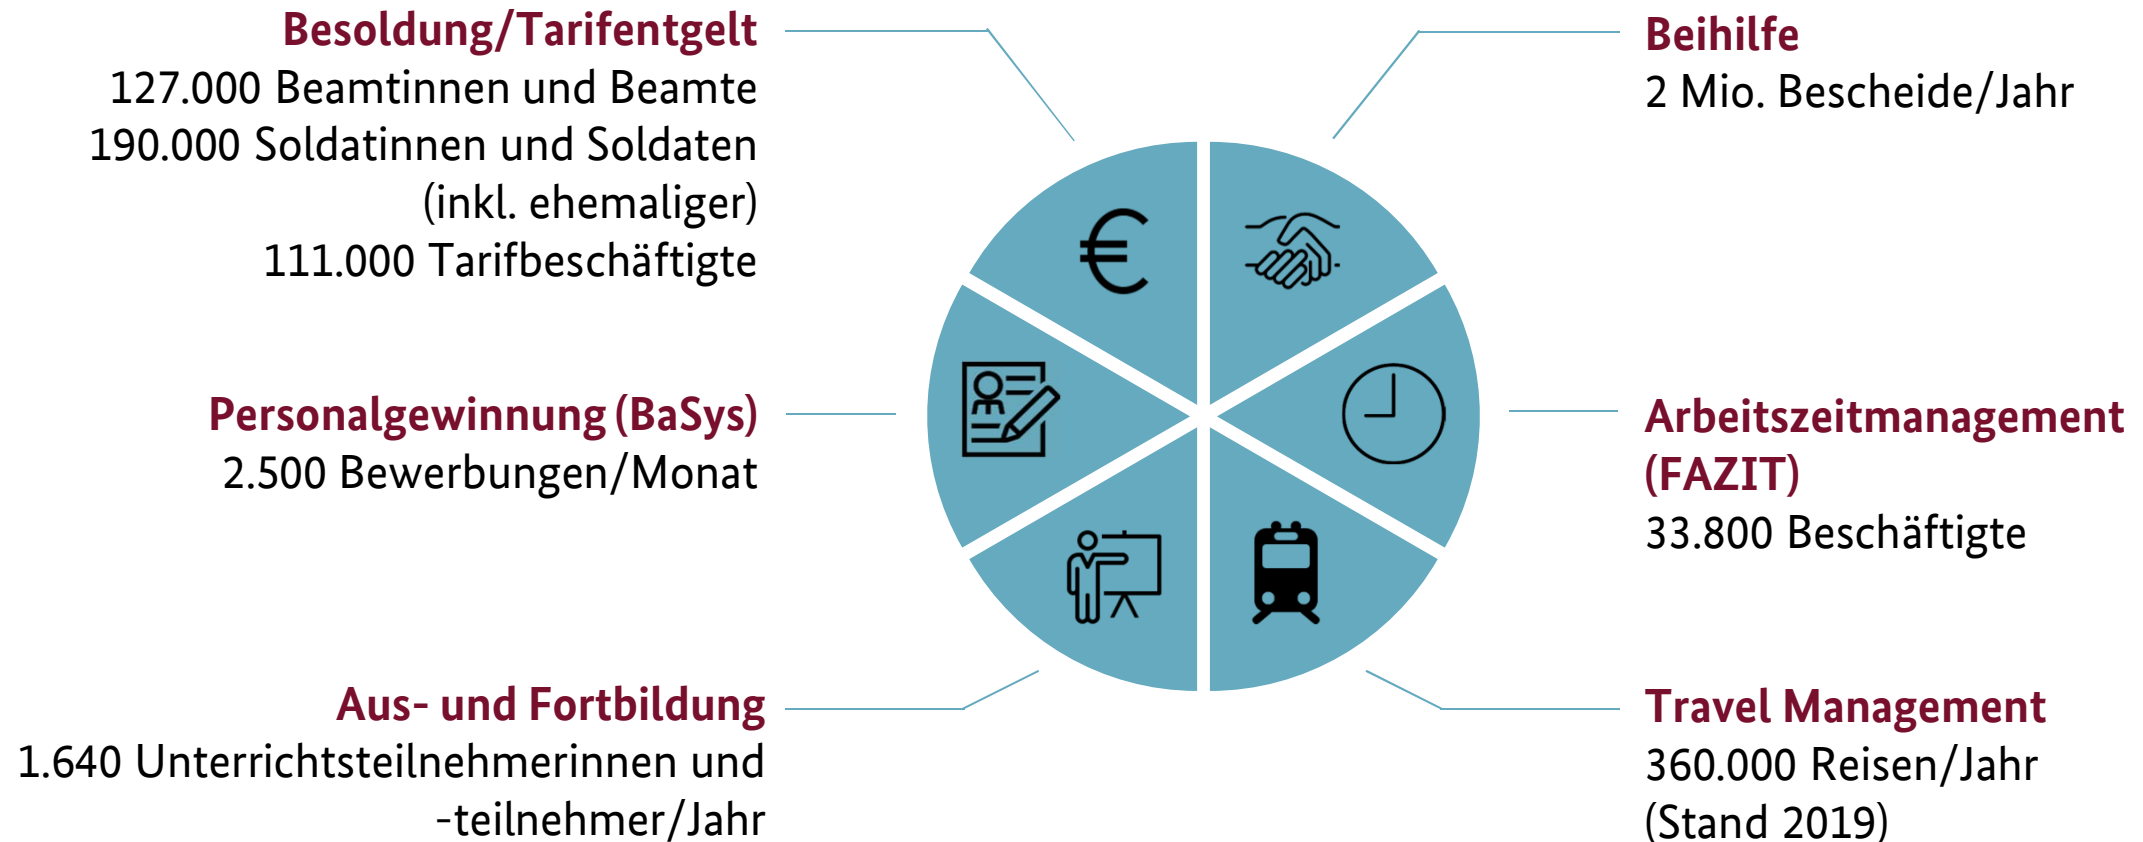 Besoldung/Tarifentgelt
127.000 Beamtinnen und Beamte
190.000 Soldatinnen und Soldaten
(inkl. ehemaliger)
111.000 Tarifbeschäftigte
Personalgewinnung (BaSys)
2.500 Bewerbungen/Monat
Aus- und Fortbildung
1.640 Unterrichtsteilnehmerinnen und
-teilnehmer/Jahr
€
Beihilfe
2 Mio. Bescheide/Jahr
Arbeitszeitmanagement
(FAZIT)
33.800 Beschäftigte
Travel Management
360.000 Reisen/Jahr
(Stand 2019)